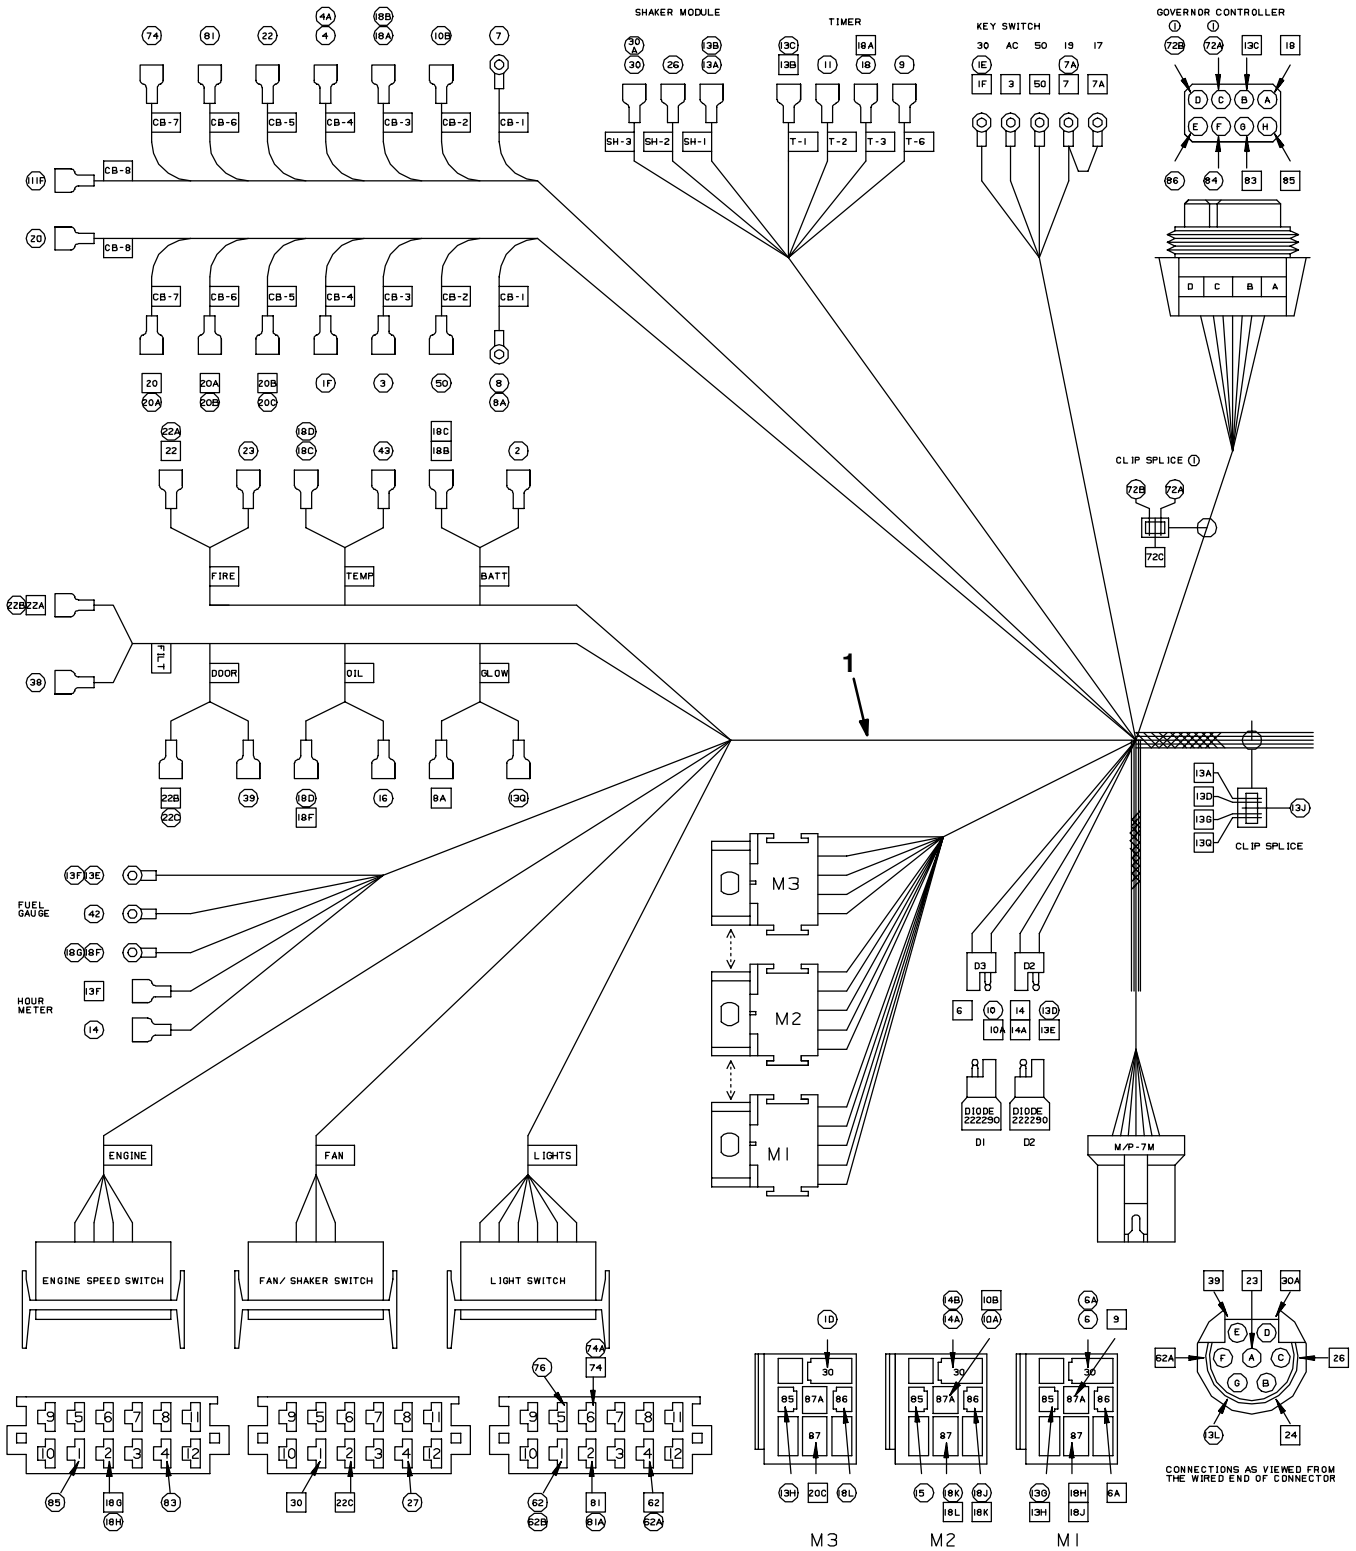 SHAKER MODULE
TIMER
KEY SWITCH
GOVERNOR CONTROLLER
74 81 22 4A 4 18B 18A 10B 7
30A 30 26 13B 13A
13C 13B 11 18A 18 9
30 AC 50 19 17
1E 1F 3 50 7A 7 7A
1 1
72B 72A 13C 18
D C B A
E F G H
86 84 83 85
CB-7 CB-6 CB-5 CB-4 CB-3 CB-2 CB-1
SH-3 SH-2 SH-1 T-1 T-2 T-3 T-6
111F CB-8
20 CB-8
D C B A
CB-7 CB-6 CB-5 CB-4 CB-3 CB-2 CB-1
20 20A 20B 1F 3 50 8
20A 20B 20C 8A
22A 18D 18C
22 23 18C 43 18B 2
CLIP SPLICE 1
72B 72A
72C
FIRE TEMP BATT
22B 22A
FILT
DOOR OIL GLOW
38
1
22B 39 18D 16 8A 13Q
22C 18F
13A
13D
13G
13Q
13J
CLIP SPLICE
M3
13F 13E
FUEL
GAUGE
42
18G 18F
13F
HOUR
METER
14
D3 D2
6 10 14 13D
10A 14A 13E
M2
DIODE
222290
DIODE
222290
D1 D2
M1
ENGINE FAN LIGHTS
M/P-7M
ENGINE SPEED SWITCH
FAN/SHAKER SWITCH
LIGHT SWITCH
39 23 30A
E D
62A F A C 26
G B
13L 24
CONNECTIONS AS VIEWED FROM
THE WIRED END OF CONNECTOR
1D 14B 10B 6A
14A 10A 6 9
30 30 30
85 87A 86 85 87A 86 85 87A 86
87 87 87
13H 20C 18L 15 18K 18J 13G 18H 6A
18L 18K 13H 18J
M3 M2 M1
74A
76 74
9 5 6 7 8 11
10 1 2 3 4 12
9 5 6 7 8 11
10 1 2 3 4 12
9 5 6 7 8 11
10 1 2 3 4 12
85 18G 83 30 22C 27 62 81 62
18H 62B 81A 62A